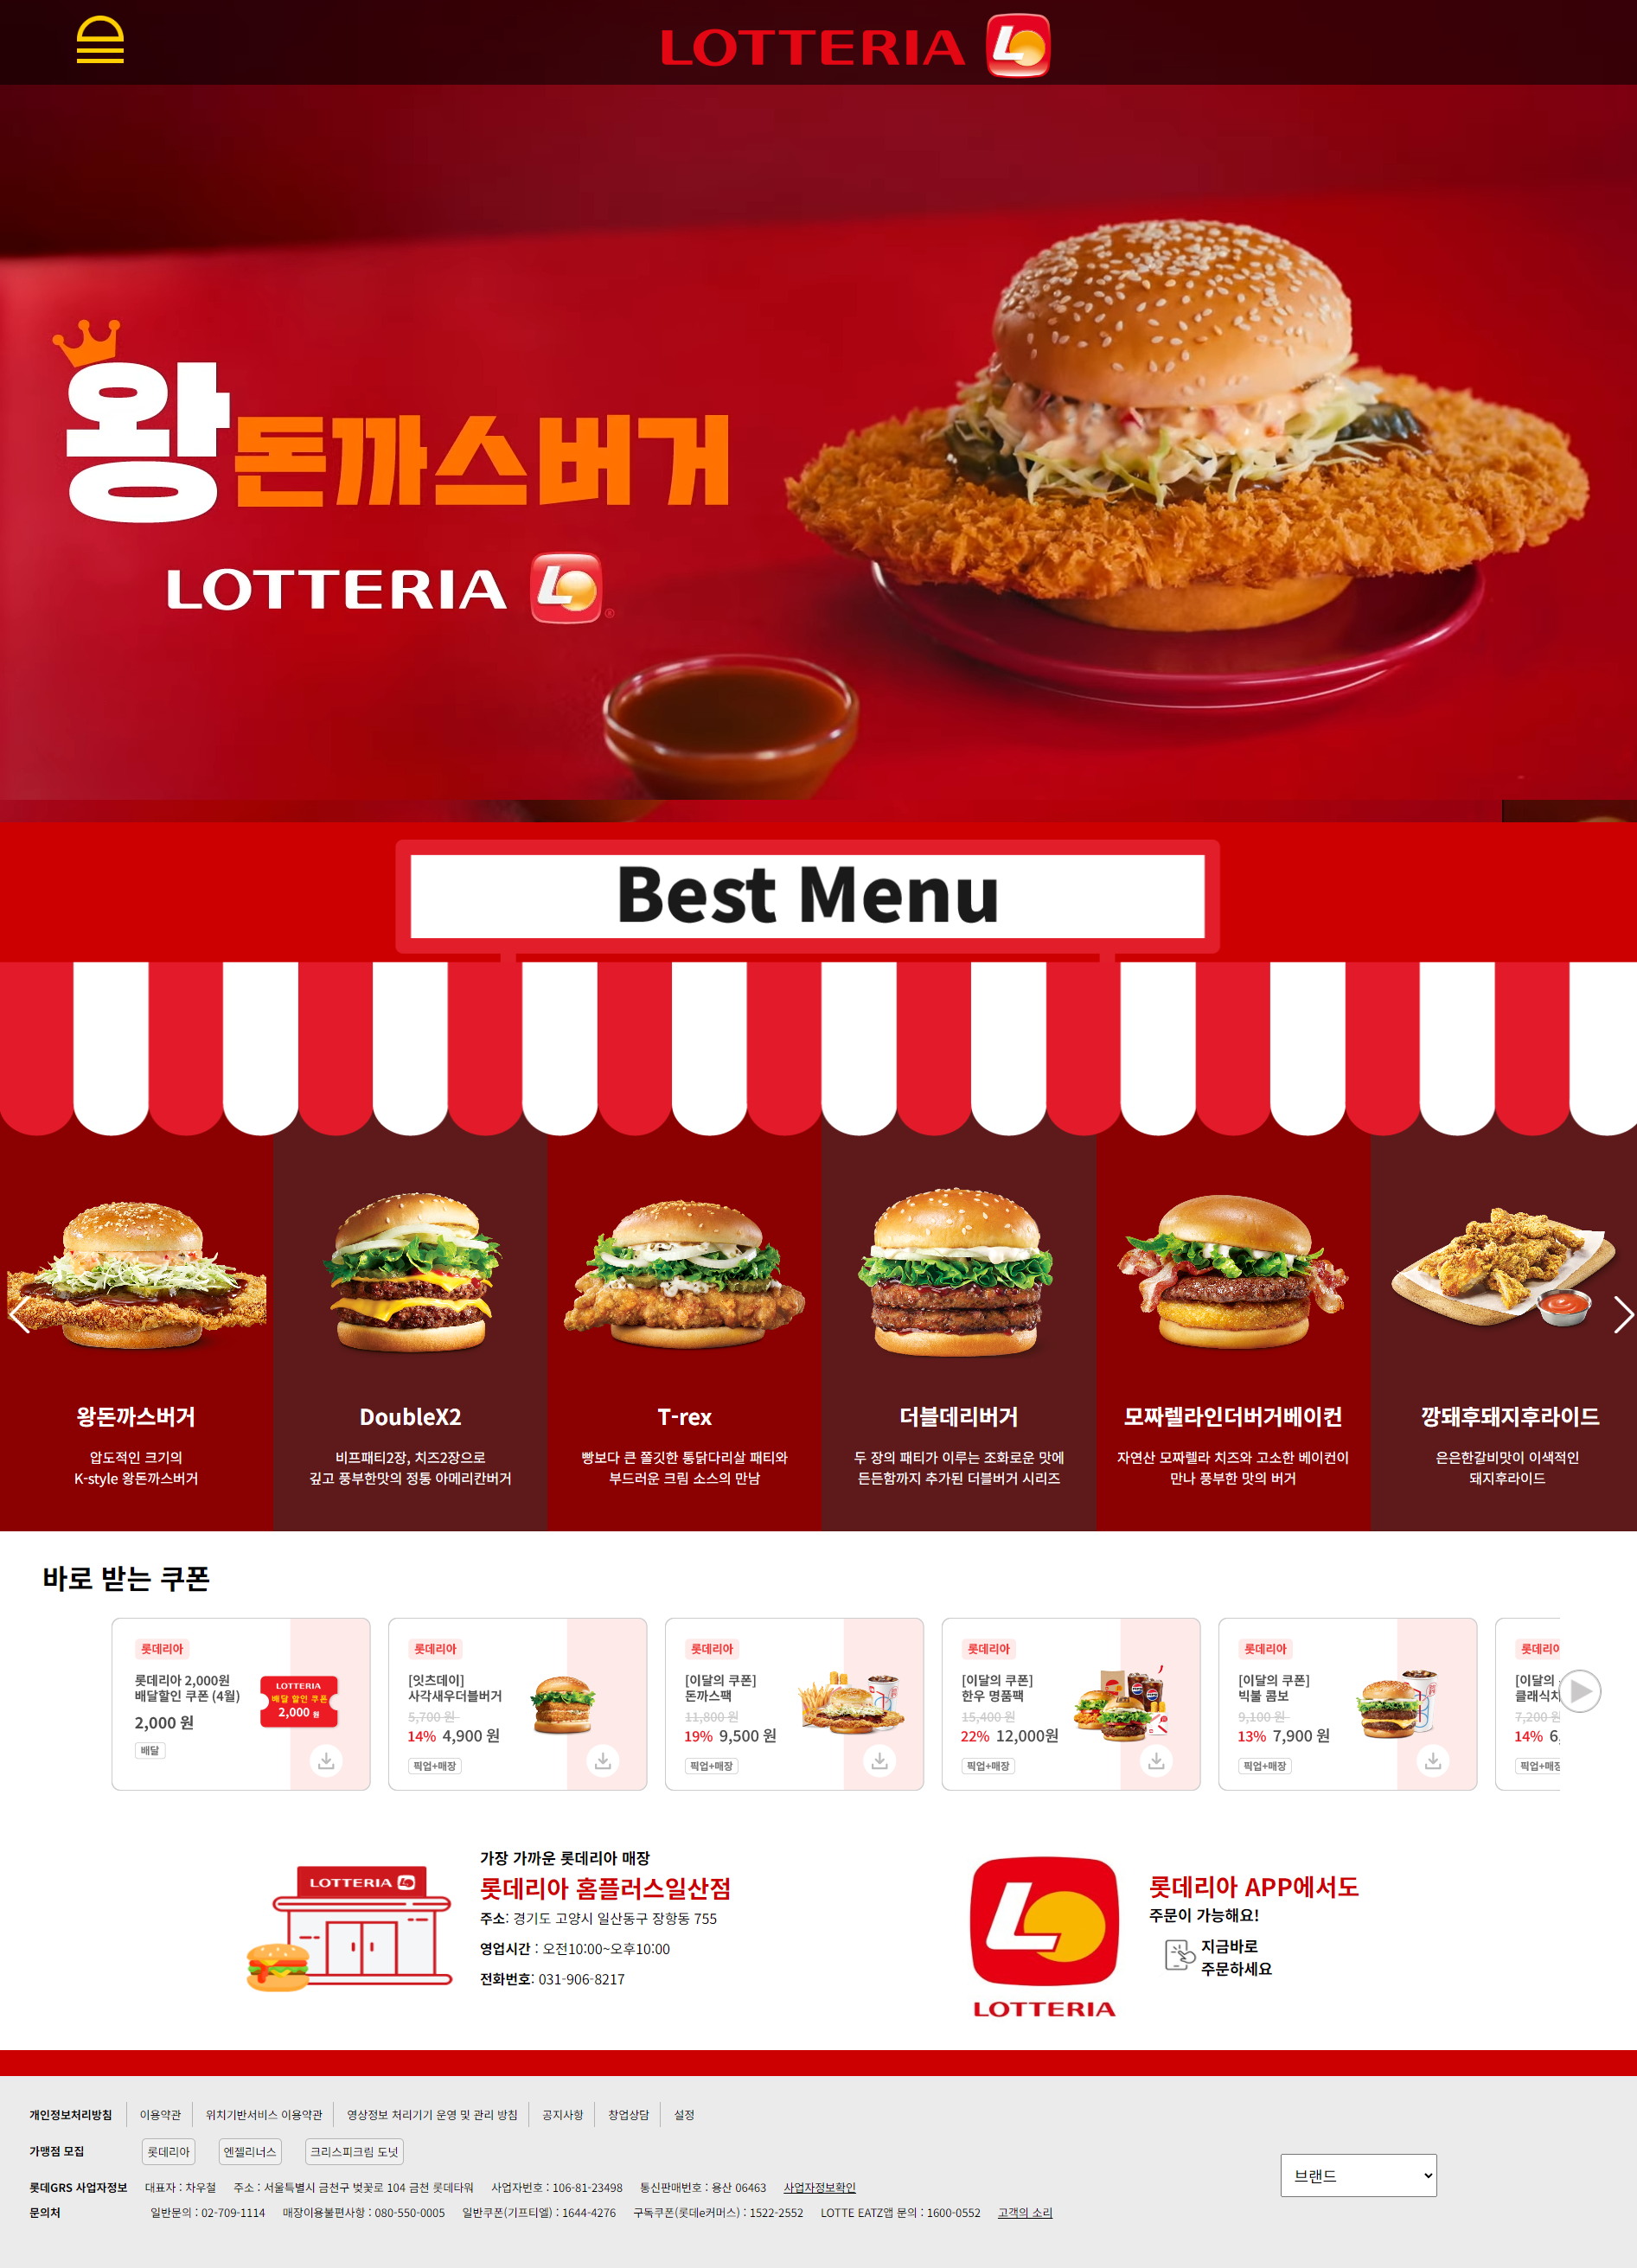 LOTTERIA
왕돈까스버거
LOTTERIA
Best Menu
왕돈까스버거
압도적인 크기의
K-style 왕돈까스버거
DoubleX2
비프패티2장, 치즈2장으로
깊고 풍부한맛의 정통 아메리칸버거
T-rex
빵보다 큰 쫄깃한 통닭다리살 패티와
부드러운 크림 소스의 만남
더블데리버거
두 장의 패티가 이루는 조화로운 맛에
든든함까지 추가된 더블버거 시리즈
모짜렐라인더버거베이컨
자연산 모짜렐라 치즈와 고소한 베이컨이
만나 풍부한 맛의 버거
깡돼후돼지후라이드
은은한갈비맛이 이색적인
돼지후라이드
바로 받는 쿠폰
롯데리아
롯데리아 2,000원
배달할인 쿠폰 (4월)
2,000 원
배달
LOTTERIA
배달 할인 쿠폰
2,000 원
롯데리아
[잇츠데이]
사각새우더블버거
5,700 원
14% 4,900 원
픽업+매장
롯데리아
[이달의 쿠폰]
돈까스팩
11,800 원
19% 9,500 원
픽업+매장
롯데리아
[이달의 쿠폰]
한우 명품팩
15,400 원
22% 12,000원
픽업+매장
롯데리아
[이달의 쿠폰]
빅불 콤보
9,100 원
13% 7,900 원
픽업+매장
롯데리아
[이달의
클래식치
7,200 원
14% 6,
픽업+매장
LOTTERIA
가장 가까운 롯데리아 매장
롯데리아 홈플러스일산점
주소: 경기도 고양시 일산동구 장항동 755
영업시간 : 오전10:00~오후10:00
전화번호: 031-906-8217
LOTTERIA
롯데리아 APP에서도
주문이 가능해요!
지금바로
주문하세요
개인정보처리방침 이용약관 위치기반서비스 이용약관 영상정보 처리기기 운영 및 관리 방침 공지사항 창업상담 설정
가맹점 모집 롯데리아 엔젤리너스 크리스피크림 도넛
브랜드
롯데GRS 사업자정보 대표자 : 차우철 주소 : 서울특별시 금천구 벚꽃로 104 금천 롯데타워 사업자번호 : 106-81-23498 통신판매번호 : 용산 06463 사업자정보확인
문의처 일반문의 : 02-709-1114 매장이용불편사항 : 080-550-0005 일반쿠폰(기프티엘) : 1644-4276 구독쿠폰(롯데e커머스) : 1522-2552 LOTTE EATZ앱 문의 : 1600-0552 고객의 소리